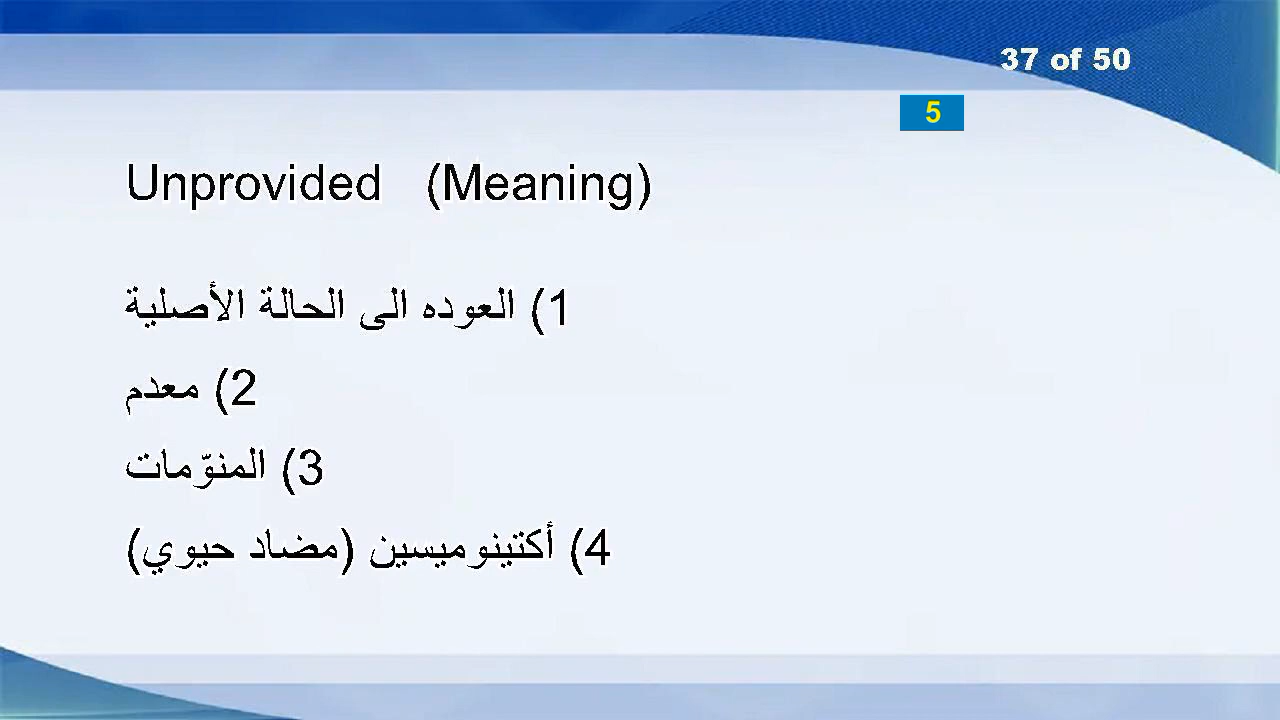 37 of 50
5
Unprovided (Meaning)
1) العوده الى الحالة الأصلية
2) معدم
3) المنوّمات
4) أكتينوميسين (مضاد حيوي)